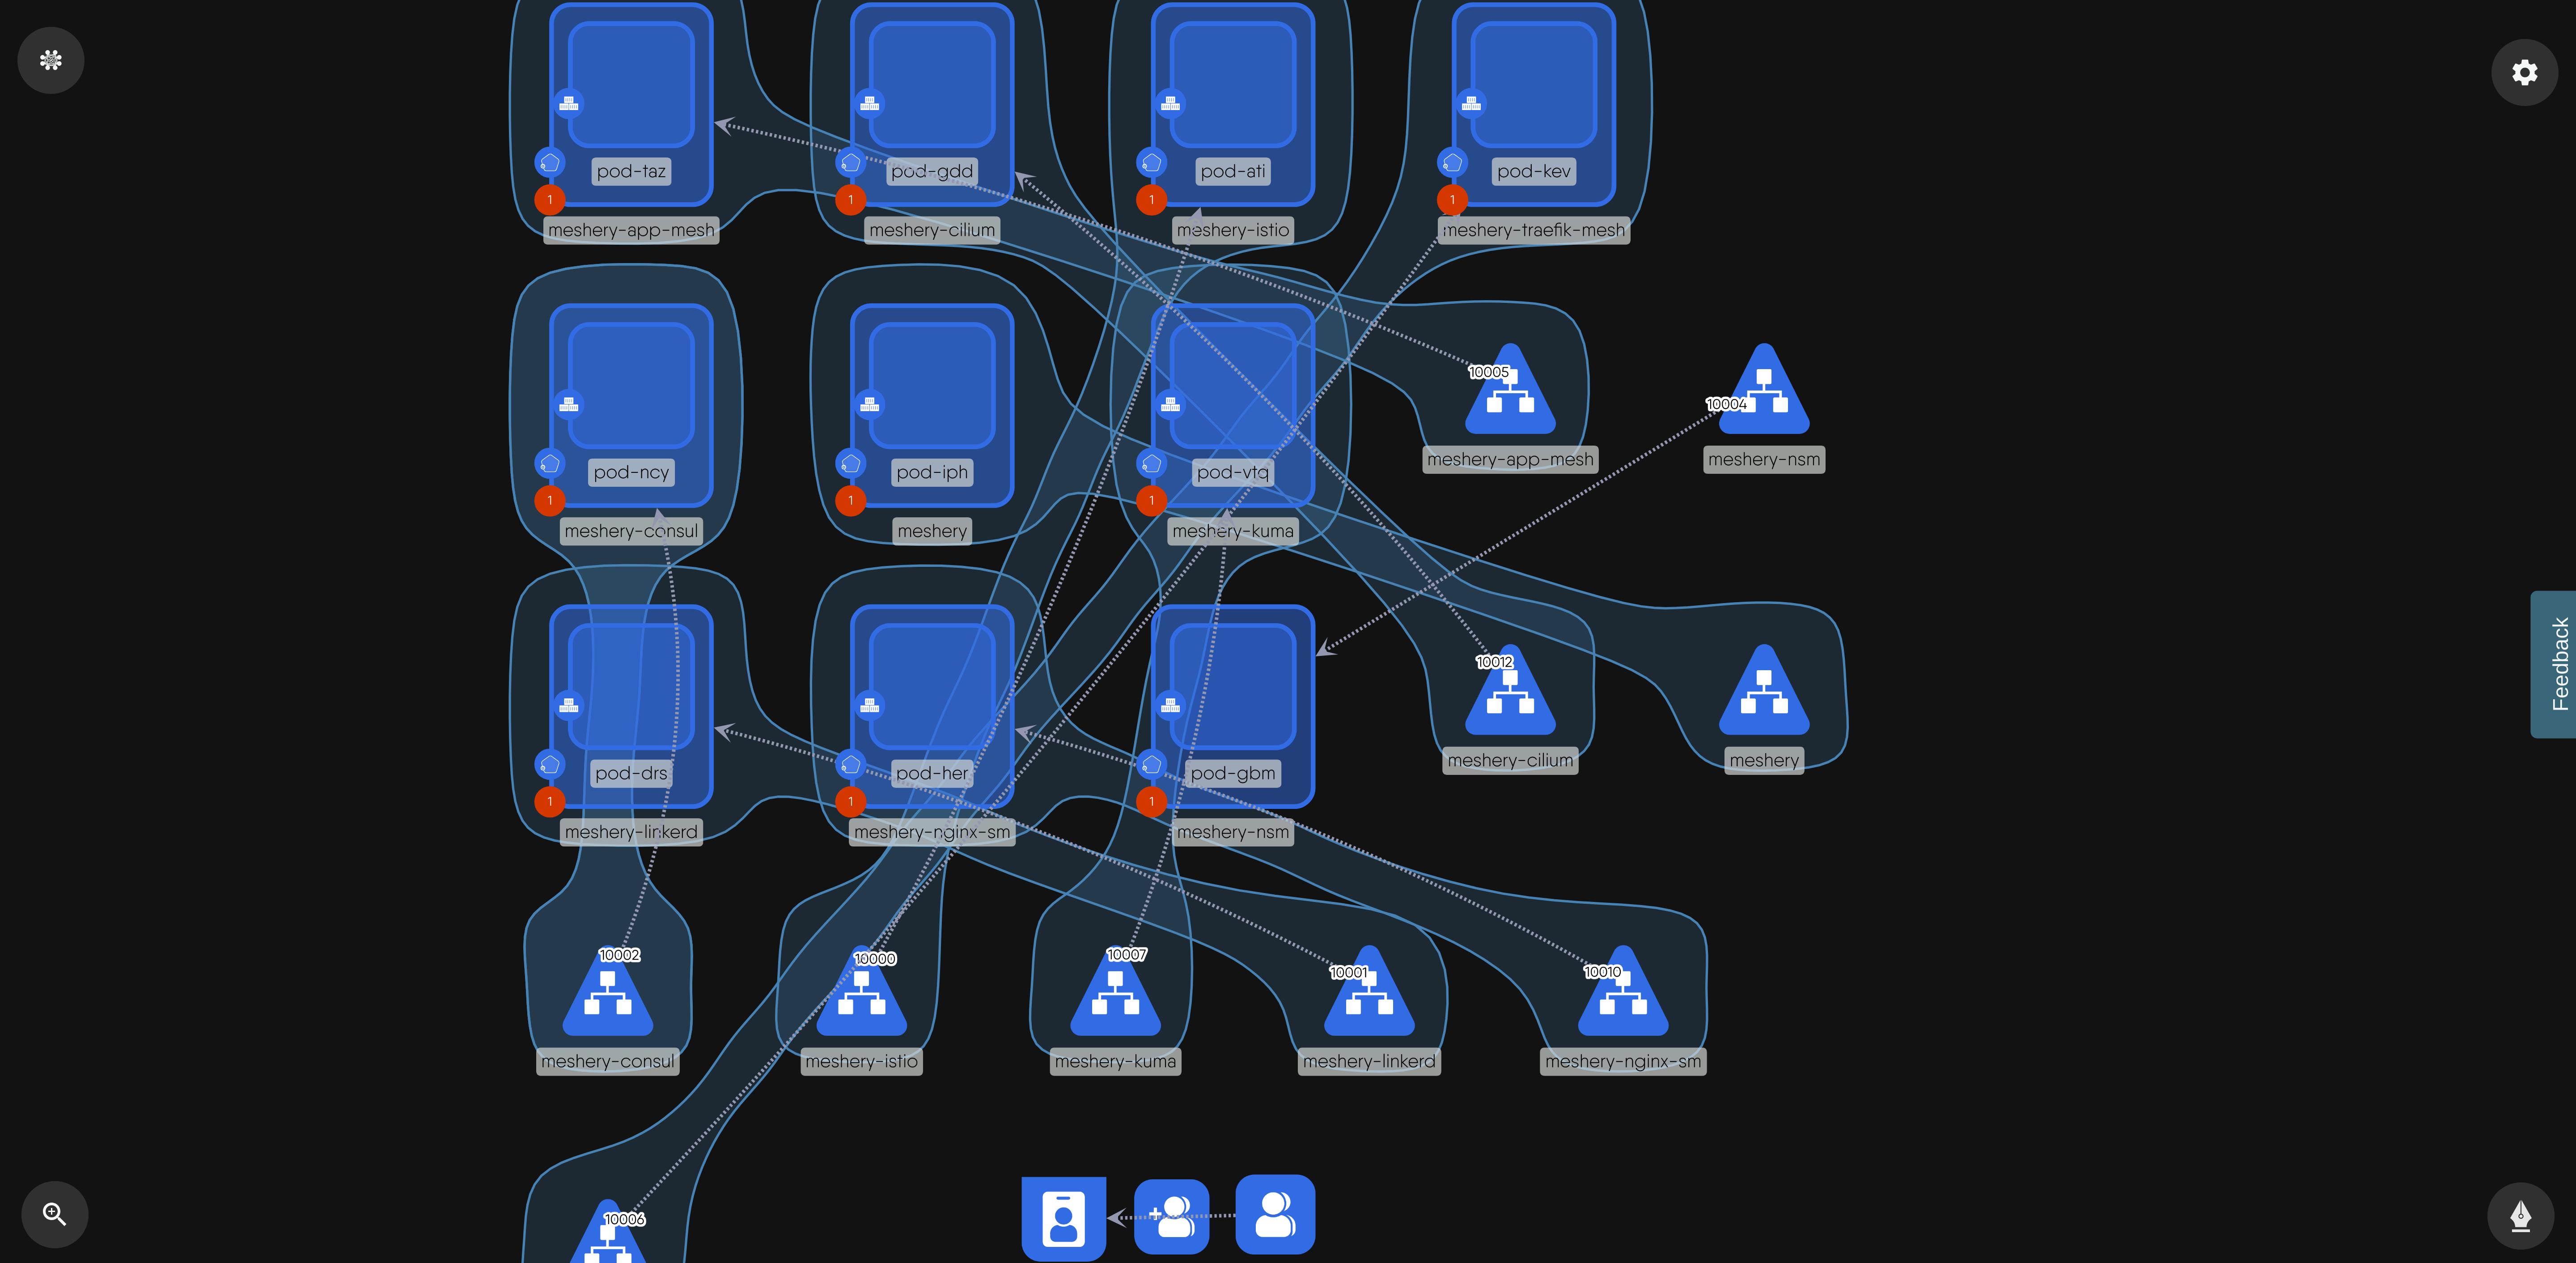 pod-taz
pod-gdd
pod-ati
pod-kev
1
1
1
1
meshery-app-mesh
meshery-cilium
meshery-istio
meshery-traefik-mesh
10005
10004
meshery-app-mesh
meshery-nsm
pod-ncy
pod-iph
pod-vtq
1
1
1
meshery-consul
meshery
meshery-kuma
Feedback
10012
meshery-cilium
meshery
pod-drs
pod-her
pod-gbm
1
1
1
meshery-linkerd
meshery-nginx-sm
meshery-nsm
10002
10000
10007
10001
10010
meshery-consul
meshery-istio
meshery-kuma
meshery-linkerd
meshery-nginx-sm
10006